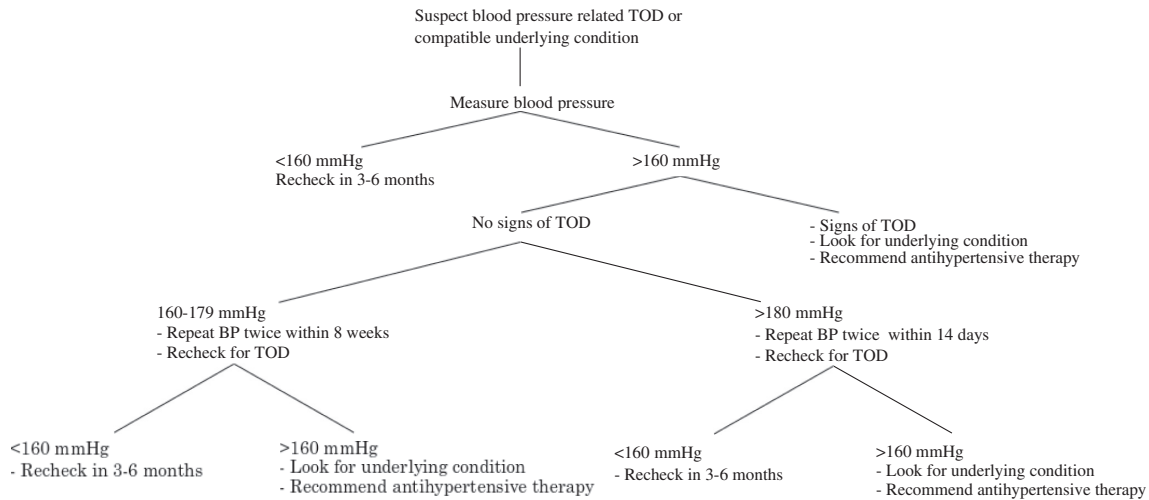 Suspect blood pressure related TOD or
compatible underlying condition
Measure blood pressure
<160 mmHg
Recheck in 3-6 months
>160 mmHg
No signs of TOD
- Signs of TOD
- Look for underlying condition
- Recommend antihypertensive therapy
160-179 mmHg
- Repeat BP twice within 8 weeks
- Recheck for TOD
>180 mmHg
- Repeat BP twice within 14 days
- Recheck for TOD
<160 mmHg
- Recheck in 3-6 months
>160 mmHg
- Look for underlying condition
- Recommend antihypertensive therapy
<160 mmHg
- Recheck in 3-6 months
>160 mmHg
- Look for underlying condition
- Recommend antihypertensive therapy